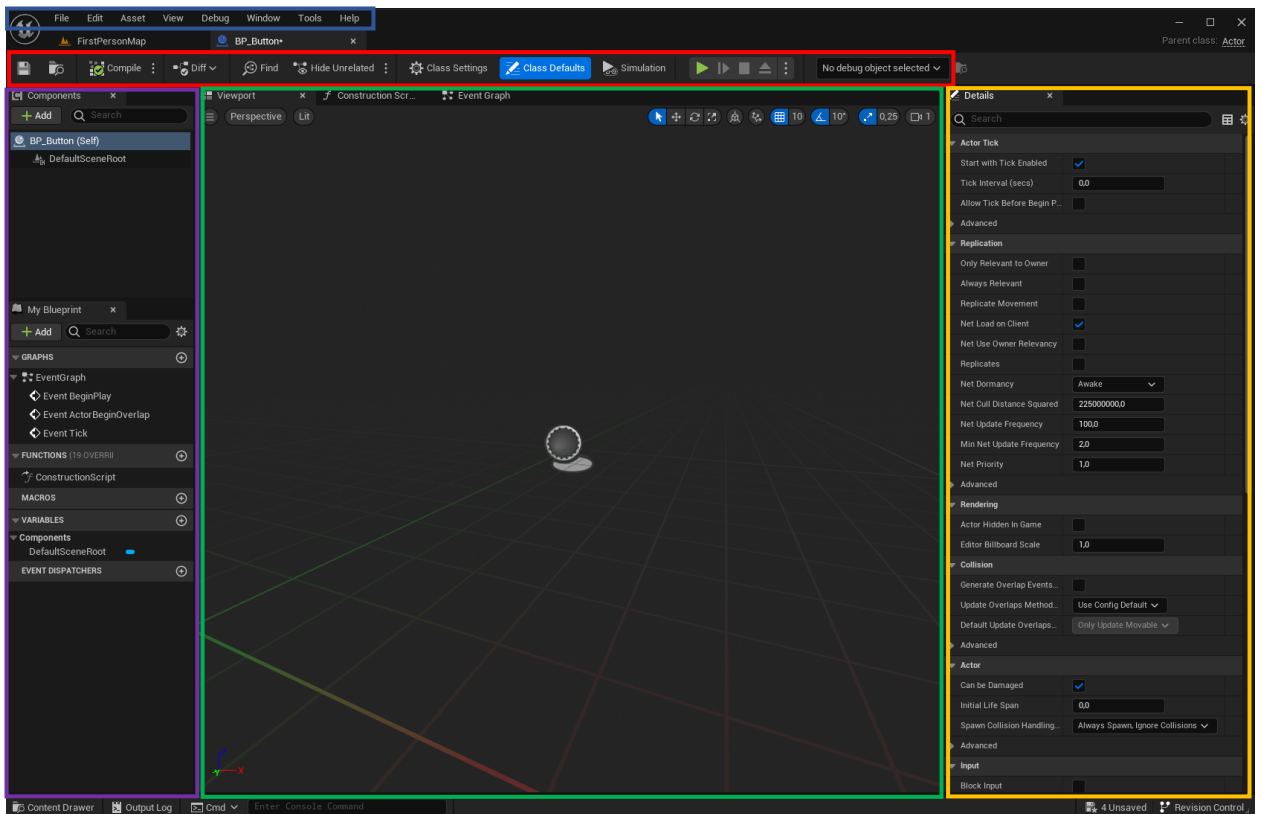 File Edit Asset View Debug Window Tools Help
FirstPersonMap BP_Button•
Parent class: Actor
Compile Diff Find Hide Unrelated Class Settings Class Defaults Simulation No debug object selected
Components
+ Add Search
BP_Button (Self)
DefaultSceneRoot
My Blueprint
+ Add Search
GRAPHS
EventGraph
Event BeginPlay
Event ActorBeginOverlap
Event Tick
FUNCTIONS (19 OVERRI
ConstructionScript
MACROS
VARIABLES
Components
DefaultSceneRoot
EVENT DISPATCHERS
Viewport Construction Scr... Event Graph
Perspective Lit
10 10° 0,25 1
Z
Y X
Details
Search
Actor Tick
Start with Tick Enabled
Tick Interval (secs) 0,0
Allow Tick Before Begin P...
Advanced
Replication
Only Relevant to Owner
Always Relevant
Replicate Movement
Net Load on Client
Net Use Owner Relevancy
Replicates
Net Dormancy Awake
Net Cull Distance Squared 225000000,0
Net Update Frequency 100,0
Min Net Update Frequency 2,0
Net Priority 1,0
Advanced
Rendering
Actor Hidden In Game
Editor Billboard Scale 1,0
Collision
Generate Overlap Events...
Update Overlaps Method... Use Config Default
Default Update Overlaps... Only Update Movable
Advanced
Actor
Can be Damaged
Initial Life Span 0,0
Spawn Collision Handling... Always Spawn, Ignore Collisions
Advanced
Input
Block Input
Content Drawer Output Log Cmd Enter Console Command 4 Unsaved Revision Control